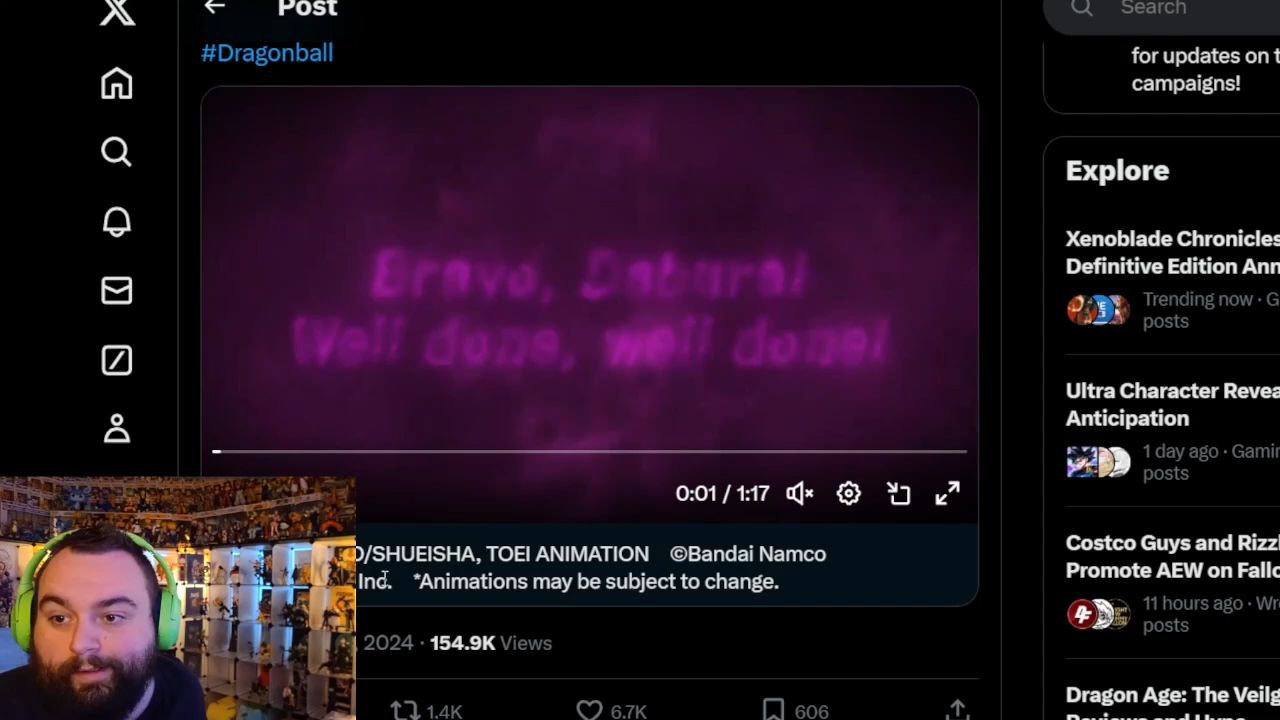 Post
Search
#Dragonball
for updates on t
campaigns!
Bravo, Dabura!
Well done, well done!
Explore
Xenoblade Chronicles
Definitive Edition Ann
Trending now · G
posts
Ultra Character Revea
Anticipation
1 day ago · Gamin
posts
0:01 / 1:17
/SHUEISHA, TOEI ANIMATION ©Bandai Namco
Inc. *Animations may be subject to change.
Costco Guys and Rizzl
Promote AEW on Fallo
11 hours ago · Wr
posts
2024 · 154.9K Views
Dragon Age: The Veilg
1.4K
6.7K
606